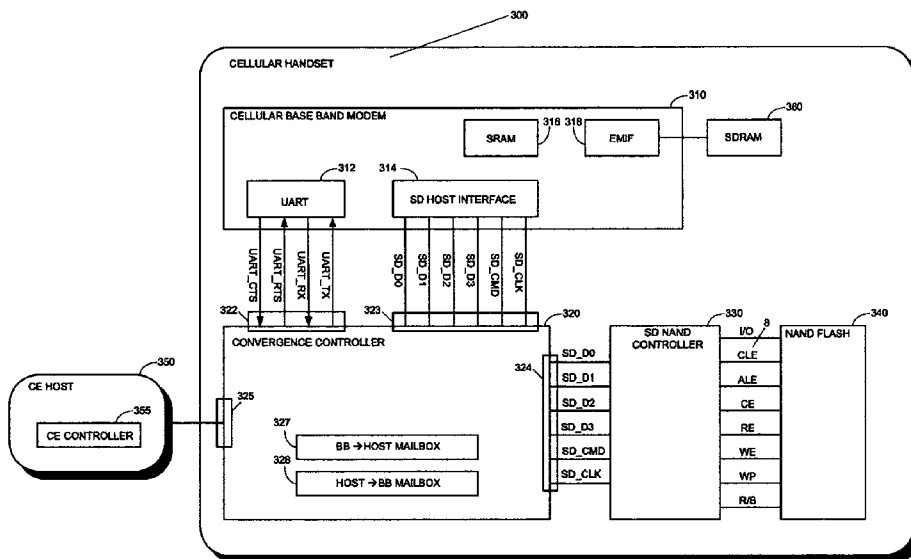 300
CELLULAR HANDSET
310
CELLULAR BASE BAND MODEM
316
318
360
SRAM
EMIF
SDRAM
312
314
UART
SD HOST INTERFACE
UART_CTS
UART_RTS
UART_RX
UART_TX
SD_D0
SD_D1
SD_D2
SD_D3
SD_CMD
SD_CLK
322
323
320
330
340
CONVERGENCE CONTROLLER
SD NAND
CONTROLLER
NAND FLASH
I/O
8
CLE
ALE
CE
RE
WE
WP
R/B
324
SD_D0
SD_D1
SD_D2
SD_D3
SD_CMD
SD_CLK
350
CE HOST
355
CE CONTROLLER
325
327
BB →HOST MAILBOX
328
HOST →BB MAILBOX